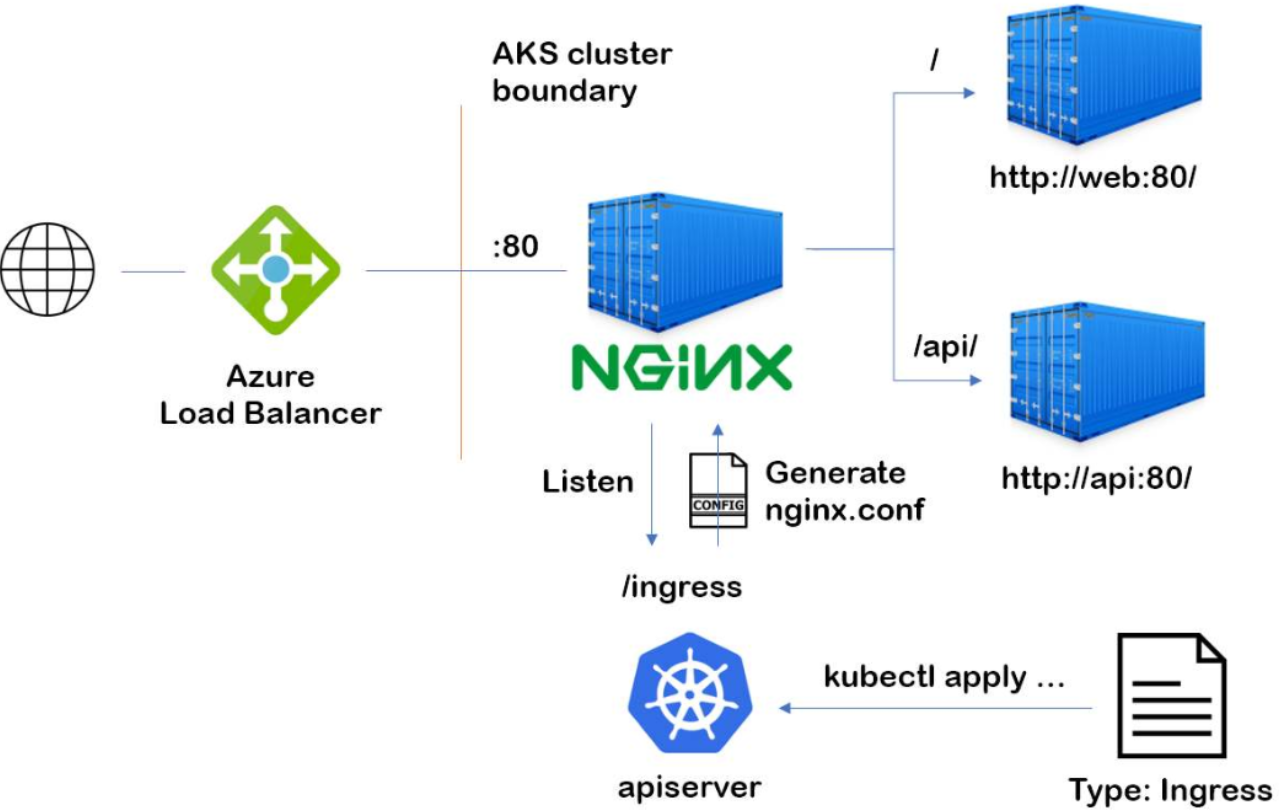 AKS cluster
boundary
/
http://web:80/
:80
Azure
Load Balancer
NGiNX
/api/
http://api:80/
Listen
CONFIG
Generate
nginx.conf
/ingress
kubectl apply ...
apiserver
Type: Ingress